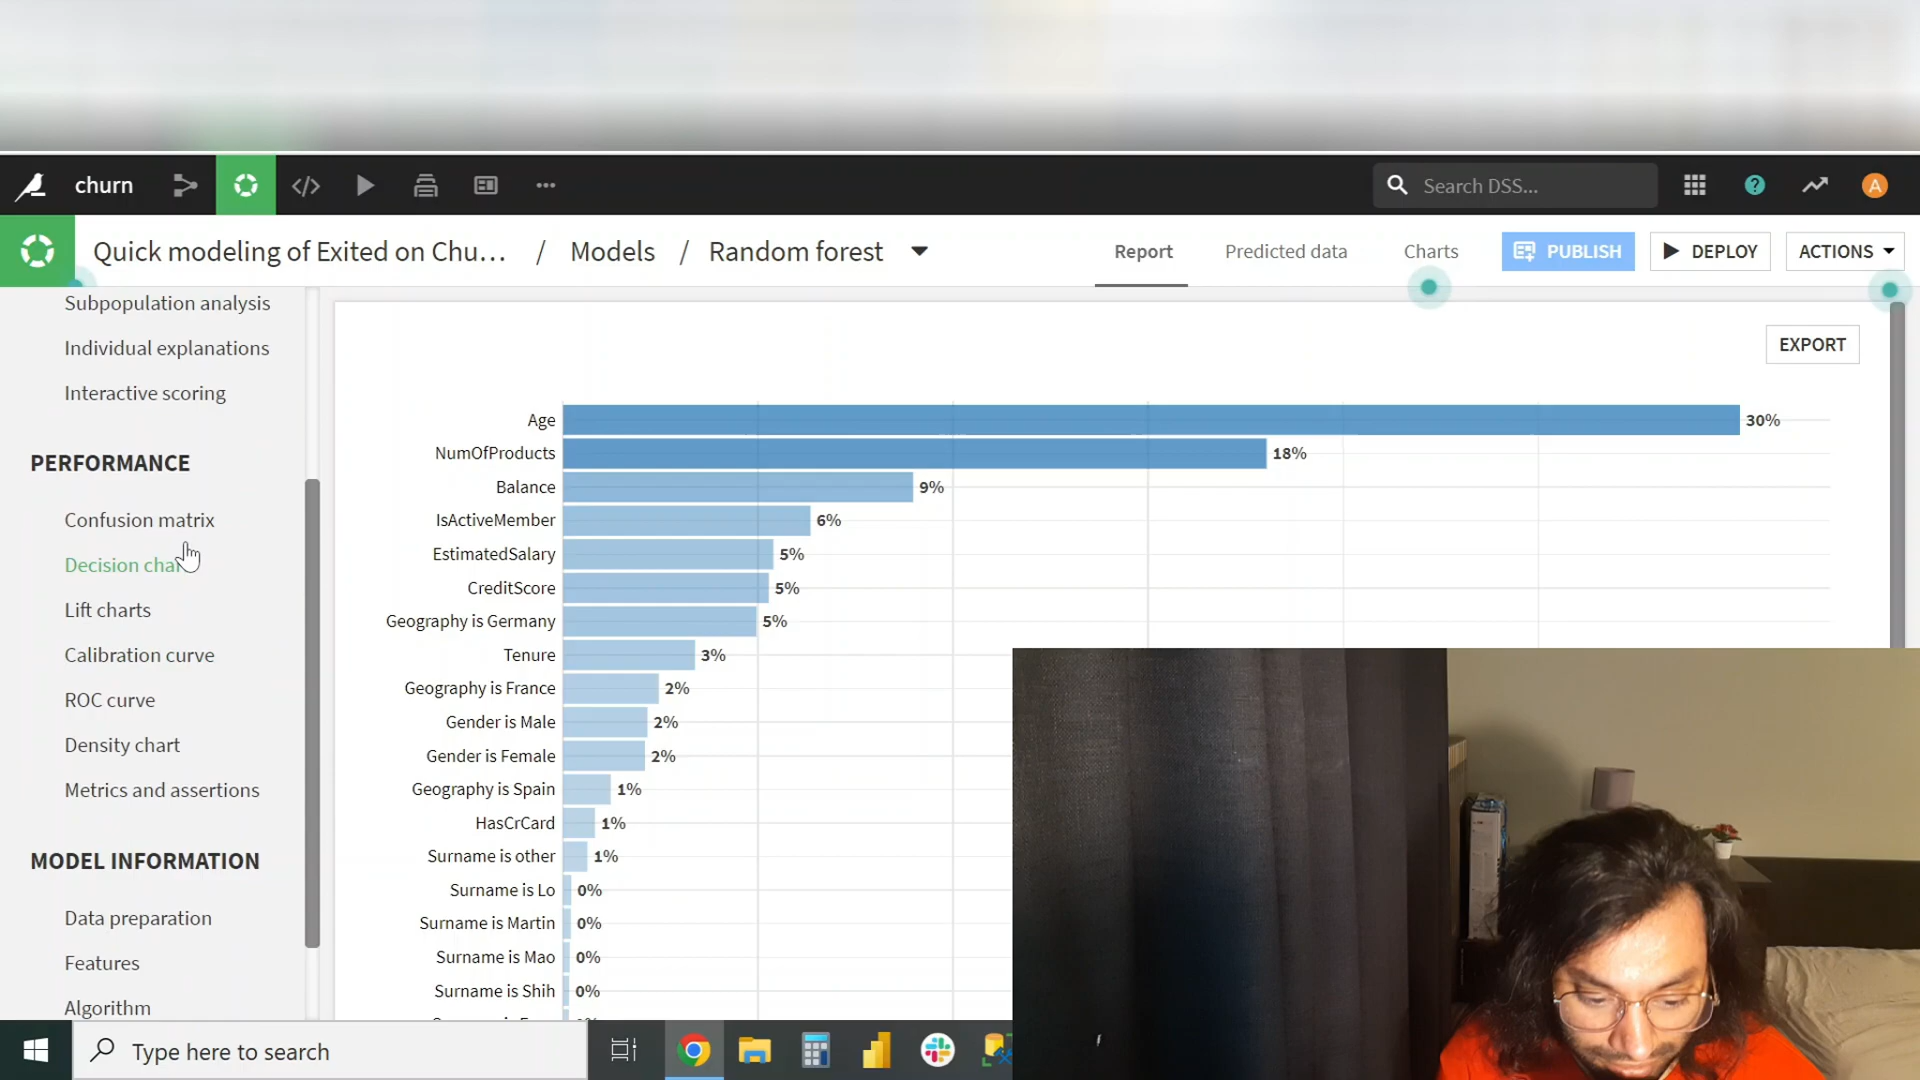 churn
Search DSS...
A
Quick modeling of Exited on Chu... / Models / Random forest
Report
Predicted data
Charts
PUBLISH
DEPLOY
ACTIONS
Subpopulation analysis
Individual explanations
Interactive scoring
PERFORMANCE
Confusion matrix
Decision char
Lift charts
Calibration curve
ROC curve
Density chart
Metrics and assertions
MODEL INFORMATION
Data preparation
Features
Algorithm
EXPORT
Age 30%
NumOfProducts 18%
Balance 9%
IsActiveMember 6%
EstimatedSalary 5%
CreditScore 5%
Geography is Germany 5%
Tenure 3%
Geography is France 2%
Gender is Male 2%
Gender is Female 2%
Geography is Spain 1%
HasCrCard 1%
Surname is other 1%
Surname is Lo 0%
Surname is Martin 0%
Surname is Mao 0%
Surname is Shih 0%
Type here to search